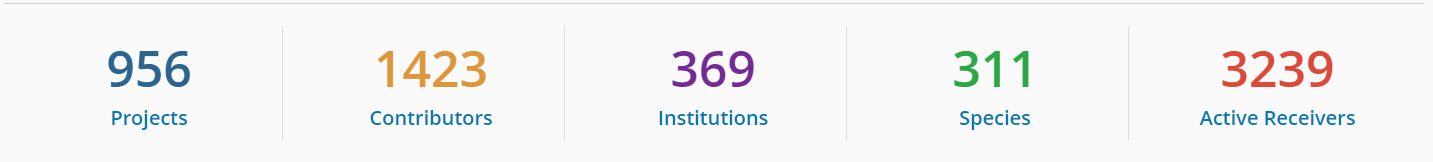 956 1423 369 311 3239
Projects Contributors Institutions Species Active Receivers